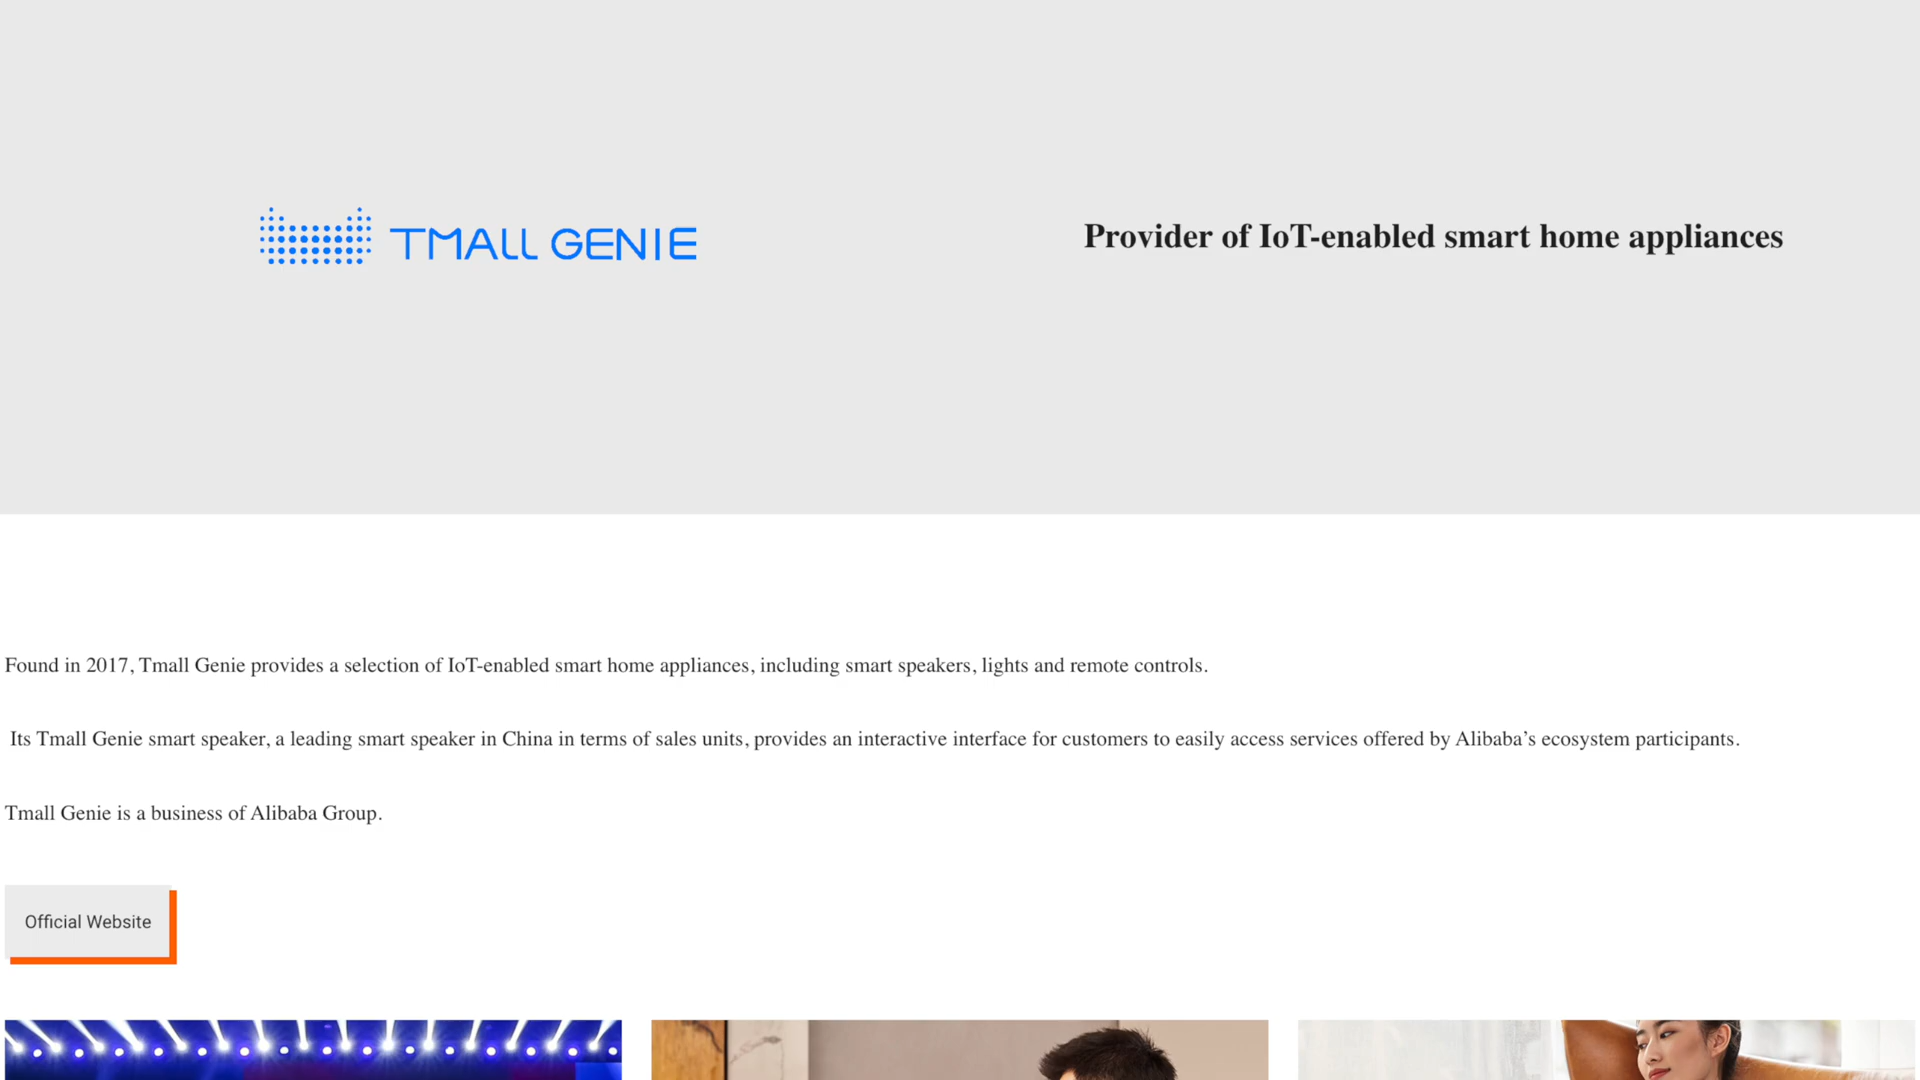 TMALL GENIE
Provider of IoT-enabled smart home appliances
Found in 2017, Tmall Genie provides a selection of IoT-enabled smart home appliances, including smart speakers, lights and remote controls.
Its Tmall Genie smart speaker, a leading smart speaker in China in terms of sales units, provides an interactive interface for customers to easily access services offered by Alibaba’s ecosystem participants.
Tmall Genie is a business of Alibaba Group.
Official Website